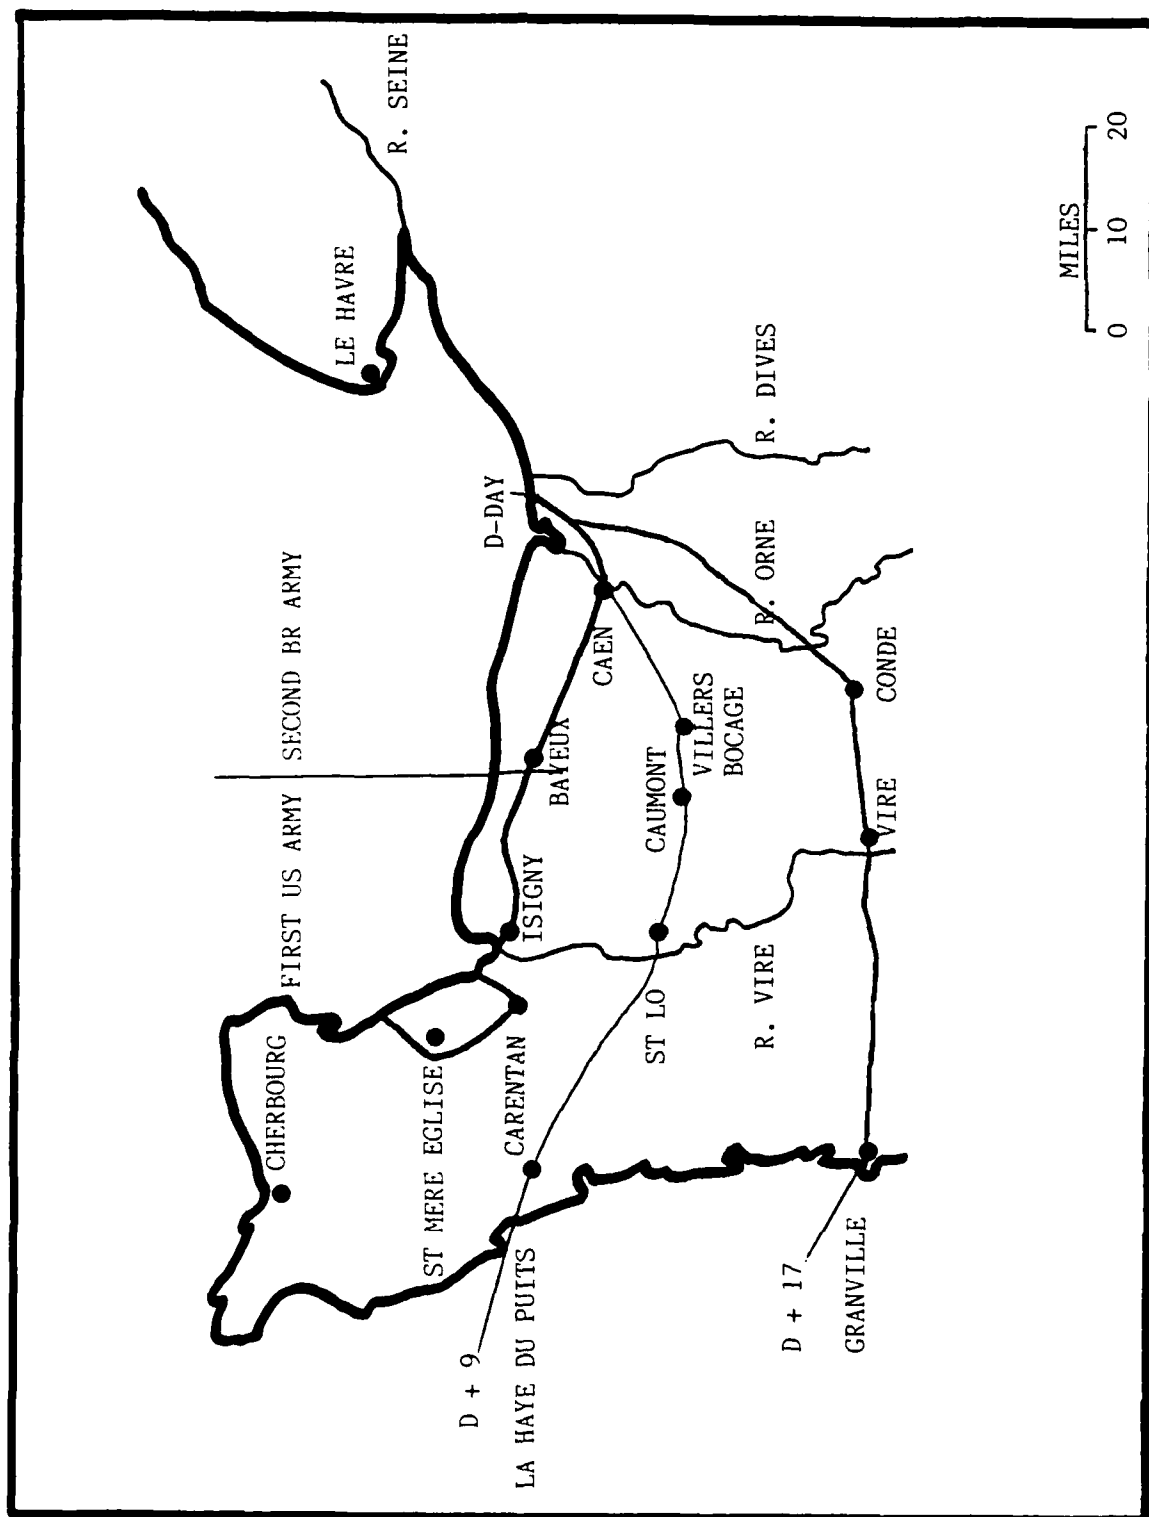 CHERBOURG
FIRST US ARMY
SECOND BR ARMY
LE HAVRE
R. SEINE
ST MERE EGLISE
D-DAY
D + 9
LA HAYE DU PUITS
CARENTAN
ISIGNY
BAYEUX
CAEN
ST LO
CAUMONT
VILLERS
BOCAGE
R. VIRE
R. ORNE
R. DIVES
D + 17
GRANVILLE
VIRE
CONDE
MILES
0 10 20